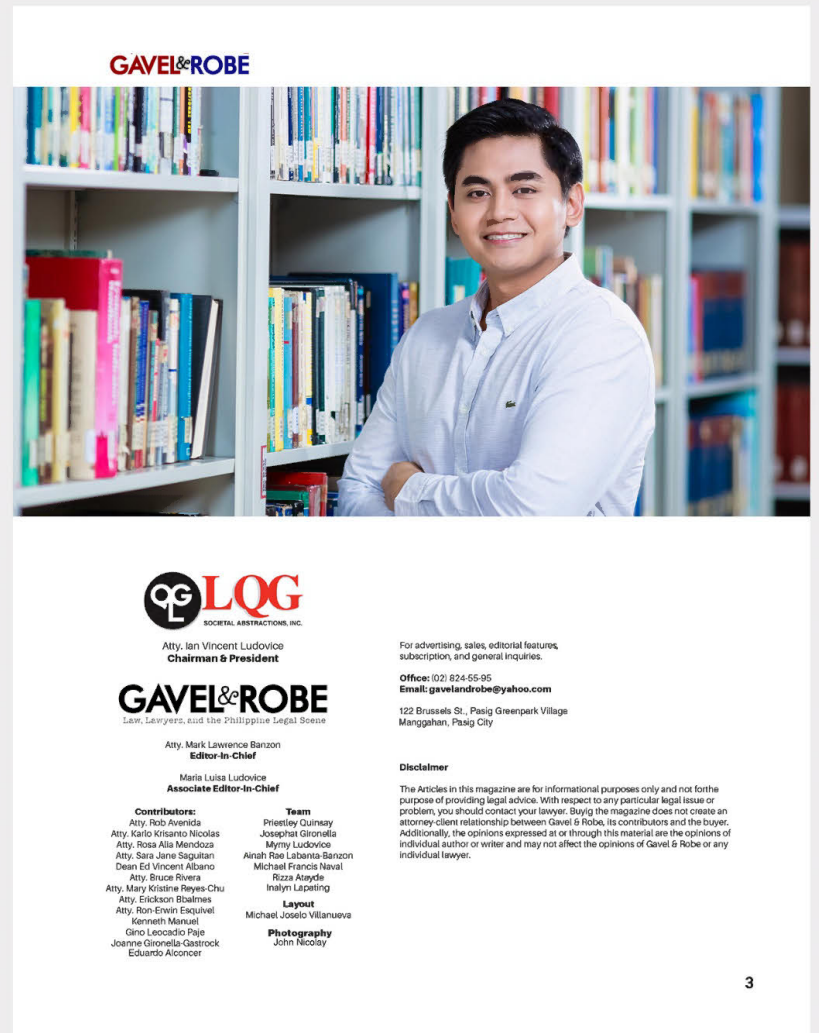 GAVEL&ROBE
LQG
SOCIETAL ABSTRACTIONS, INC.
Atty. Ian Vincent Ludovice
Chairman & President
GAVEL&ROBE
Law, Lawyers, and the Philippine Legal Scene
Atty. Mark Lawrence Banzon
Editor-In-Chief
Maria Luisa Ludovice
Associate Editor-In-Chief
Contributors:
Atty. Rob Avenida
Atty. Karlo Krisanto Nicolas
Atty. Rosa Alia Mendoza
Atty. Sara Jane Saguitan
Dean Ed Vincent Albano
Atty. Bruce Rivera
Atty. Mary Kristine Reyes-Chu
Atty. Erickson Bbalmes
Atty. Ron-Erwin Esquivel
Kenneth Manuel
Gino Leocadio Paje
Joanne Gironella-Gastrock
Eduardo Alconcer
Team
Priestley Quinsay
Josephat Gironella
Mymy Ludovice
Ainah Rae Labanta-Banzon
Michael Francis Naval
Rizza Atayde
Inalyn Lapating
Layout
Michael Joselo Villanueva
Photography
John Nicolay
For advertising, sales, editorial features,
subscription, and general inquiries.
Office: (02) 824-55-95
Email: gavelandrobe@yahoo.com
122 Brussels St., Pasig Greenpark Village
Manggahan, Pasig City
Disclaimer
The Articles in this magazine are for informational purposes only and not forthe
purpose of providing legal advice. With respect to any particular legal issue or
problem, you should contact your lawyer. Buyig the magazine does not create an
attorney-client relationship between Gavel & Robe, its contributors and the buyer.
Additionally, the opinions expressed at or through this material are the opinions of
individual author or writer and may not affect the opinions of Gavel & Robe or any
individual lawyer.
3